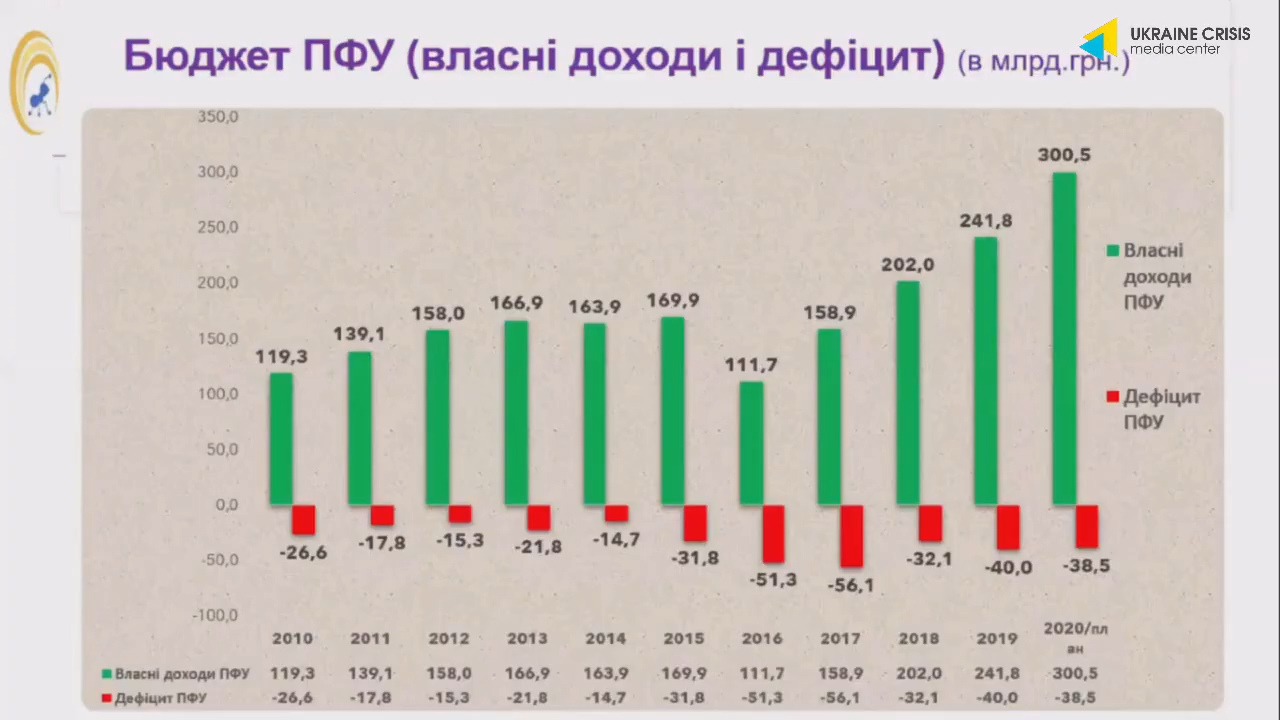 UKRAINE CRISIS
media center
Бюджет ПФУ (власні доходи і дефіцит) (в млрд.грн.)
350,0
300,0
250,0
200,0
150,0
100,0
50,0
0,0
-50,0
-100,0
119,3
139,1
158,0
166,9
163,9
169,9
111,7
158,9
202,0
241,8
300,5
-26,6
-17,8
-15,3
-21,8
-14,7
-31,8
-51,3
-56,1
-32,1
-40,0
-38,5
Власні
доходи
ПФУ
Дефіцит
ПФУ
2010 2011 2012 2013 2014 2015 2016 2017 2018 2019 2020/пл
ан
Власні доходи ПФУ 119,3 139,1 158,0 166,9 163,9 169,9 111,7 158,9 202,0 241,8 300,5
Дефіцит ПФУ -26,6 -17,8 -15,3 -21,8 -14,7 -31,8 -51,3 -56,1 -32,1 -40,0 -38,5